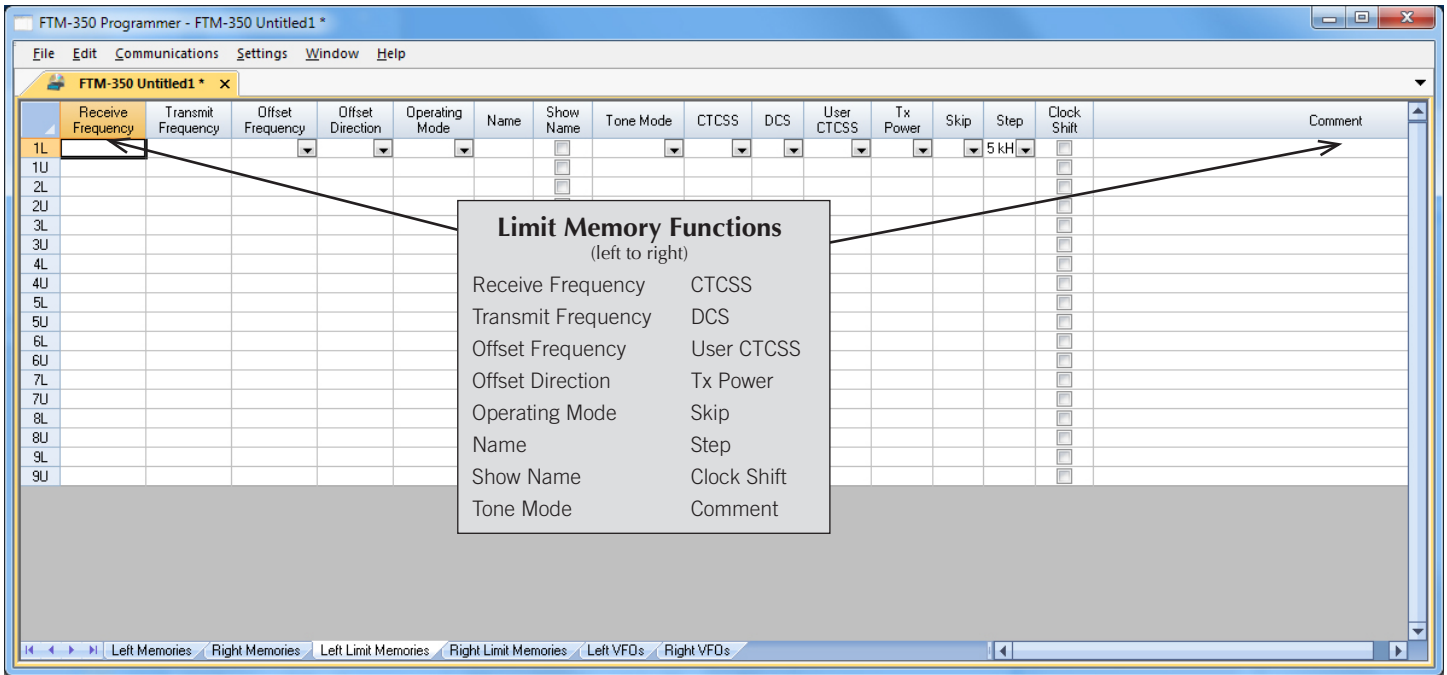 FTM-350 Programmer - FTM-350 Untitled1 *
File Edit Communications Settings Window Help
FTM-350 Untitled1 * X
Receive Frequency Transmit Frequency Offset Frequency Offset Direction Operating Mode Name Show Name Tone Mode CTCSS DCS User CTCSS Tx Power Skip Step Clock Shift Comment
1L 5 kH
1U
2L
2U
3L
3U
4L
4U
5L
5U
6L
6U
7L
7U
8L
8U
9L
9U
Limit Memory Functions
(left to right)
Receive Frequency CTCSS
Transmit Frequency DCS
Offset Frequency User CTCSS
Offset Direction Tx Power
Operating Mode Skip
Name Step
Show Name Clock Shift
Tone Mode Comment
Left Memories Right Memories Left Limit Memories Right Limit Memories Left VFOs Right VFOs